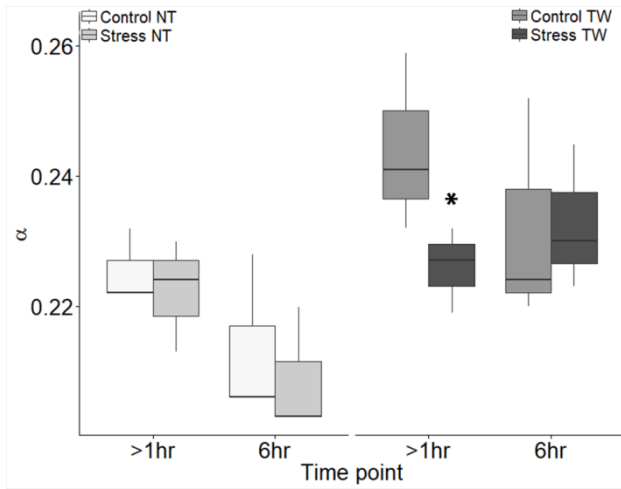 Control NT
Stress NT
Control TW
Stress TW
0.26
0.24
0.22
α
*
>1hr
6hr
>1hr
6hr
Time point